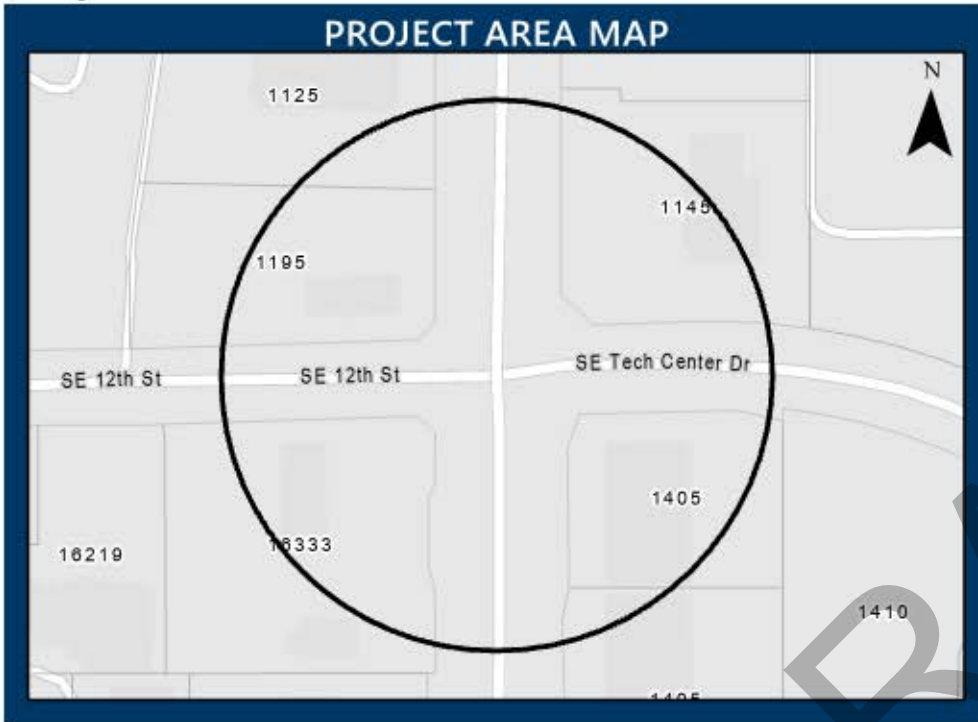 PROJECT AREA MAP
N
1125
1145
1195
SE 12th St
SE 12th St
SE Tech Center Dr
1405
16333
16219
1410